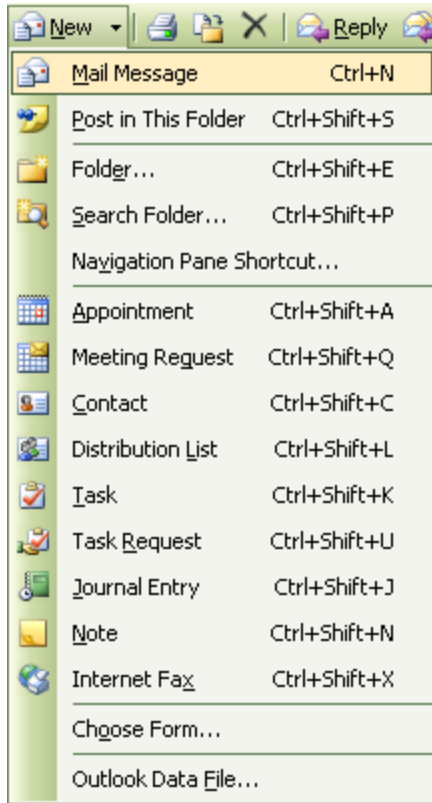 New Reply
Mail Message Ctrl+N
Post in This Folder Ctrl+Shift+S
Folder... Ctrl+Shift+E
Search Folder... Ctrl+Shift+P
Navigation Pane Shortcut...
Appointment Ctrl+Shift+A
Meeting Request Ctrl+Shift+Q
Contact Ctrl+Shift+C
Distribution List Ctrl+Shift+L
Task Ctrl+Shift+K
Task Request Ctrl+Shift+U
Journal Entry Ctrl+Shift+J
Note Ctrl+Shift+N
Internet Fax Ctrl+Shift+X
Choose Form...
Outlook Data File...